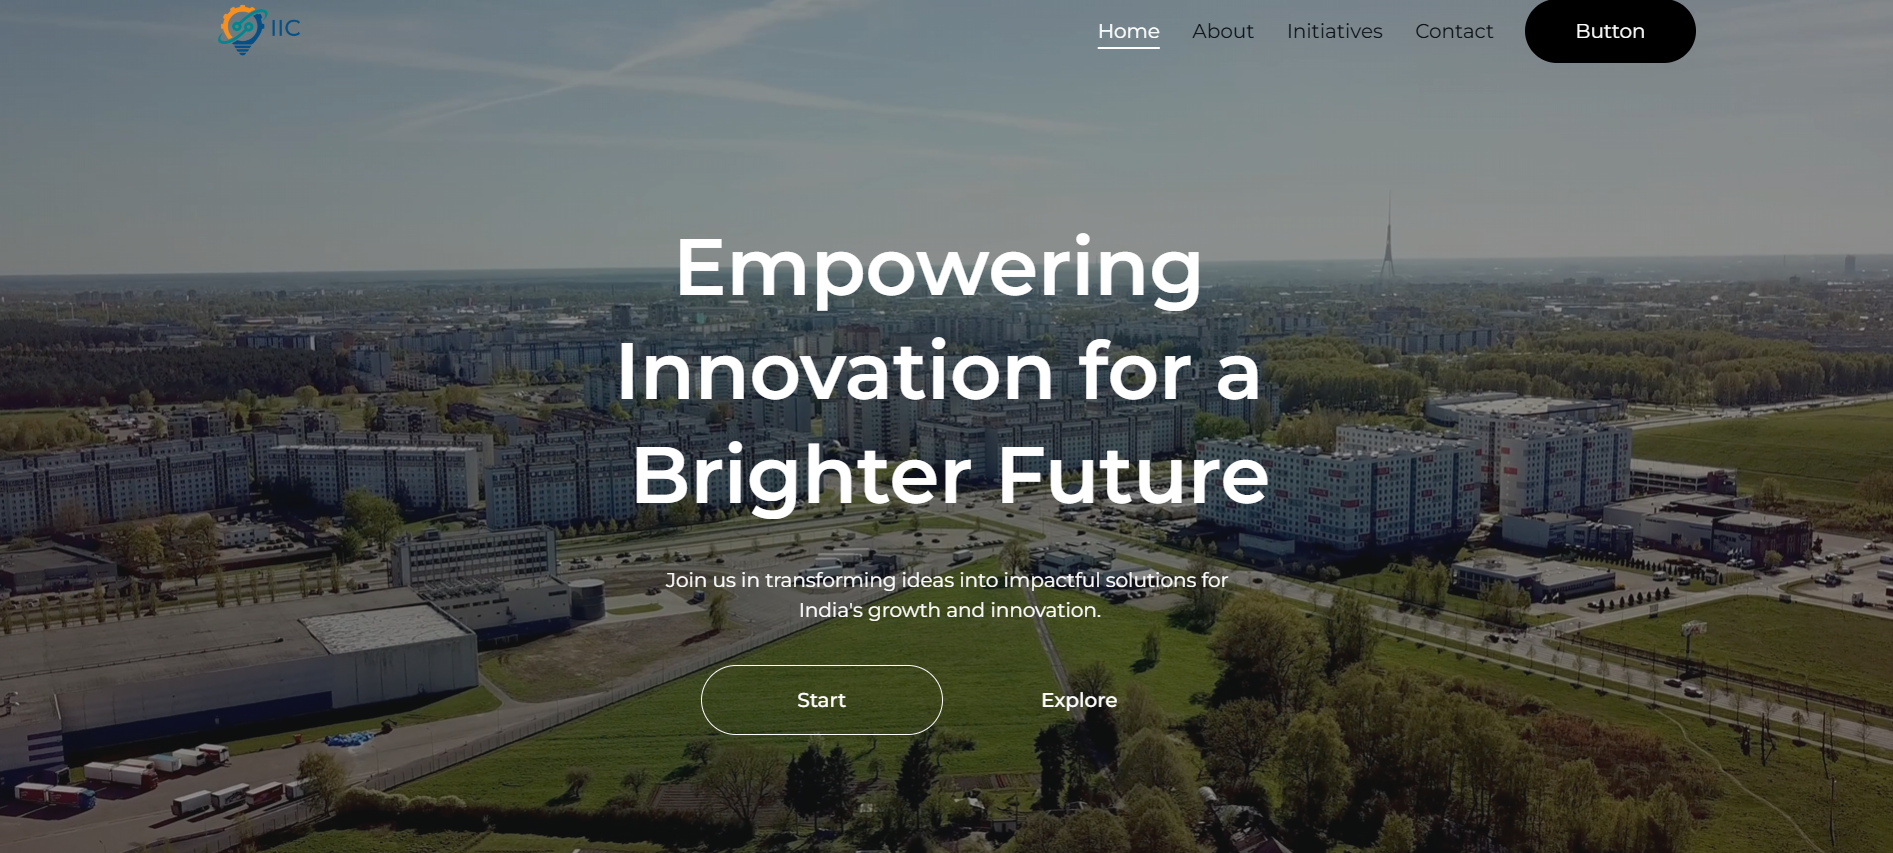 IIC
Home
About
Initiatives
Contact
Button
Empowering
Innovation for a
Brighter Future
Join us in transforming ideas into impactful solutions for
India's growth and innovation.
Start
Explore